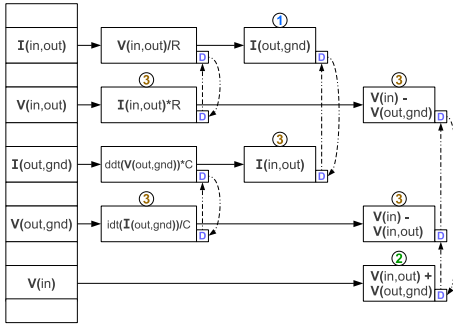 1
I(in,out)
V(in,out)/R
D
I(out,gnd)
D
3
3
V(in,out)
I(in,out)*R
D
V(in) -
V(out,gnd)
D
3
I(out,gnd)
ddt(V(out,gnd))*C
D
I(in,out)
D
3
3
V(out,gnd)
idt(I(out,gnd))/C
D
V(in) -
V(in,out)
D
2
V(in)
V(in,out) +
V(out,gnd)
D